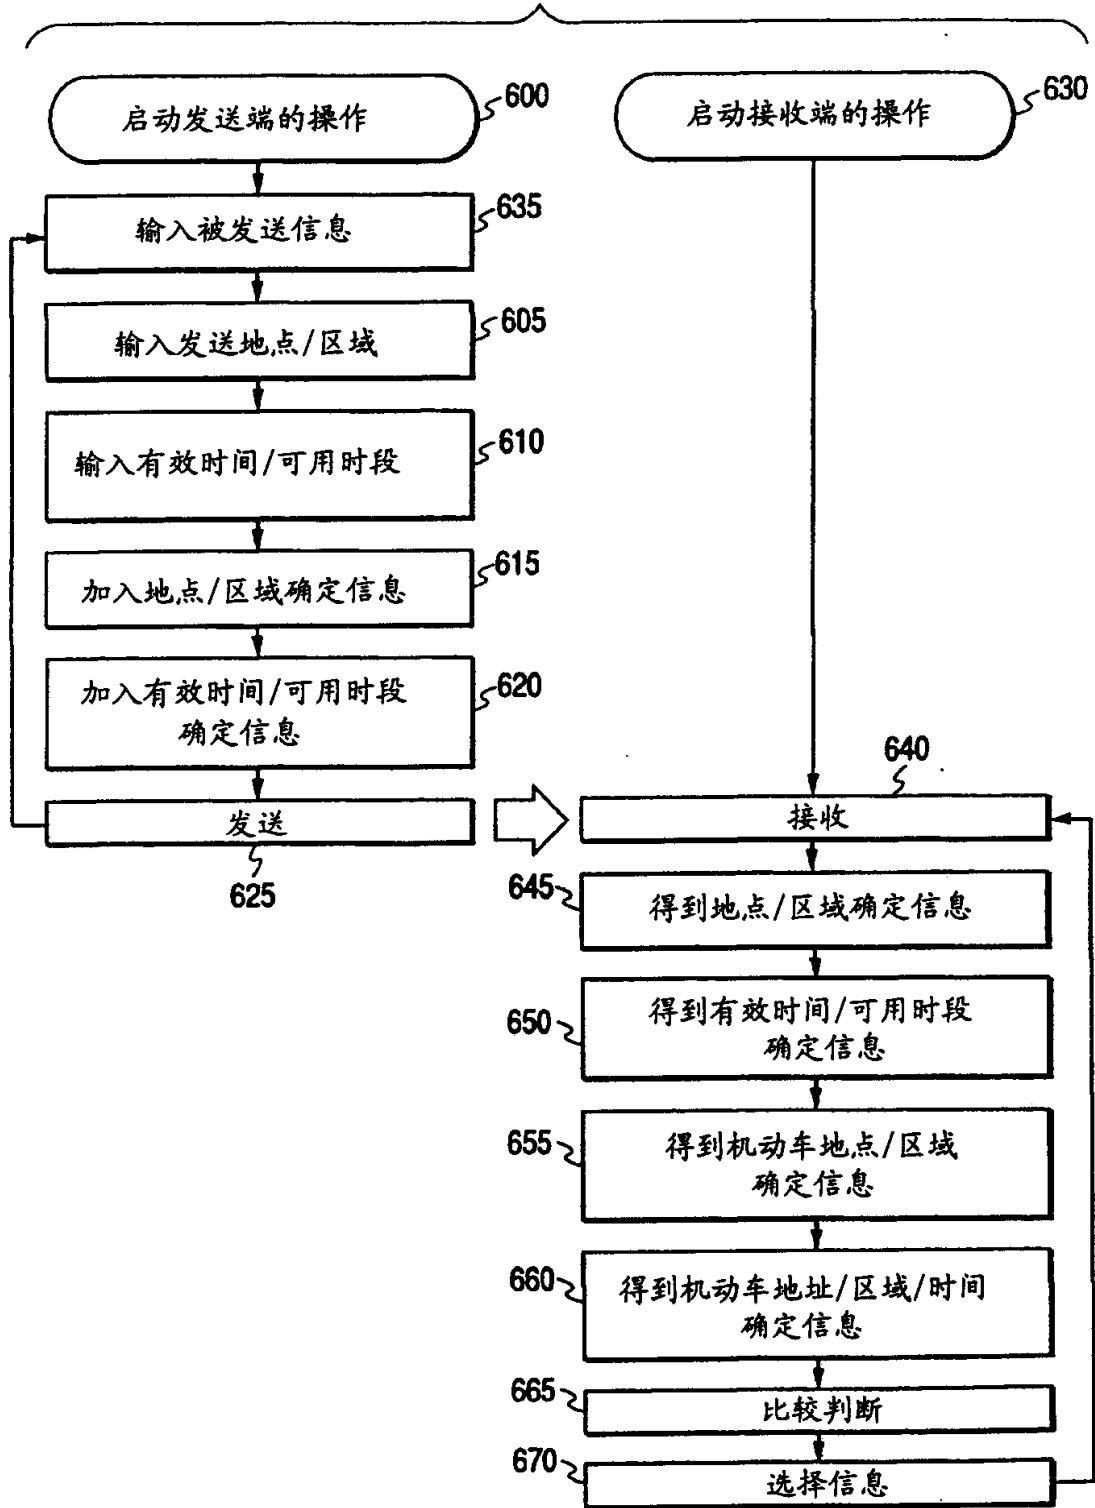 启动发送端的操作
600
输入被发送信息
635
输入发送地点/区域
605
输入有效时间/可用时段
610
加入地点/区域确定信息
615
加入有效时间/可用时段
确定信息
620
发送
625
启动接收端的操作
630
640
接收
645
得到地点/区域确定信息
650
得到有效时间/可用时段
确定信息
655
得到机动车地点/区域
确定信息
660
得到机动车地址/区域/时间
确定信息
665
比较判断
670
选择信息